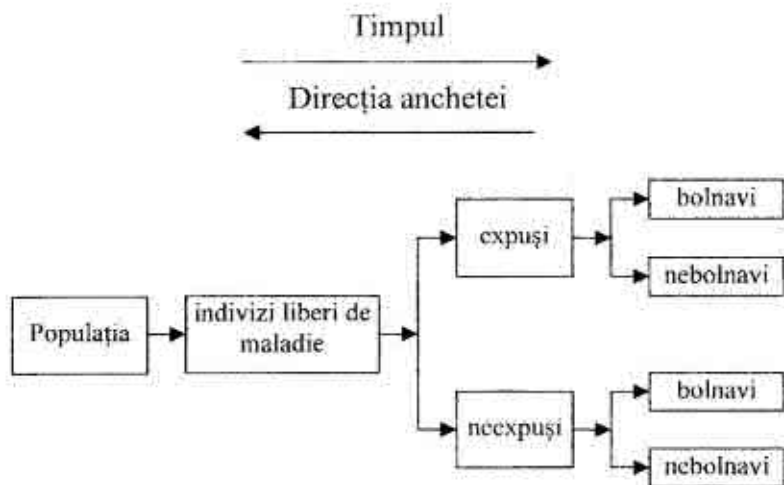 Timpul
Direcția anchetei
bolnavi
expuși
nebolnavi
Populația
indivizi liberi de
maladie
bolnavi
neexpuși
nebolnavi